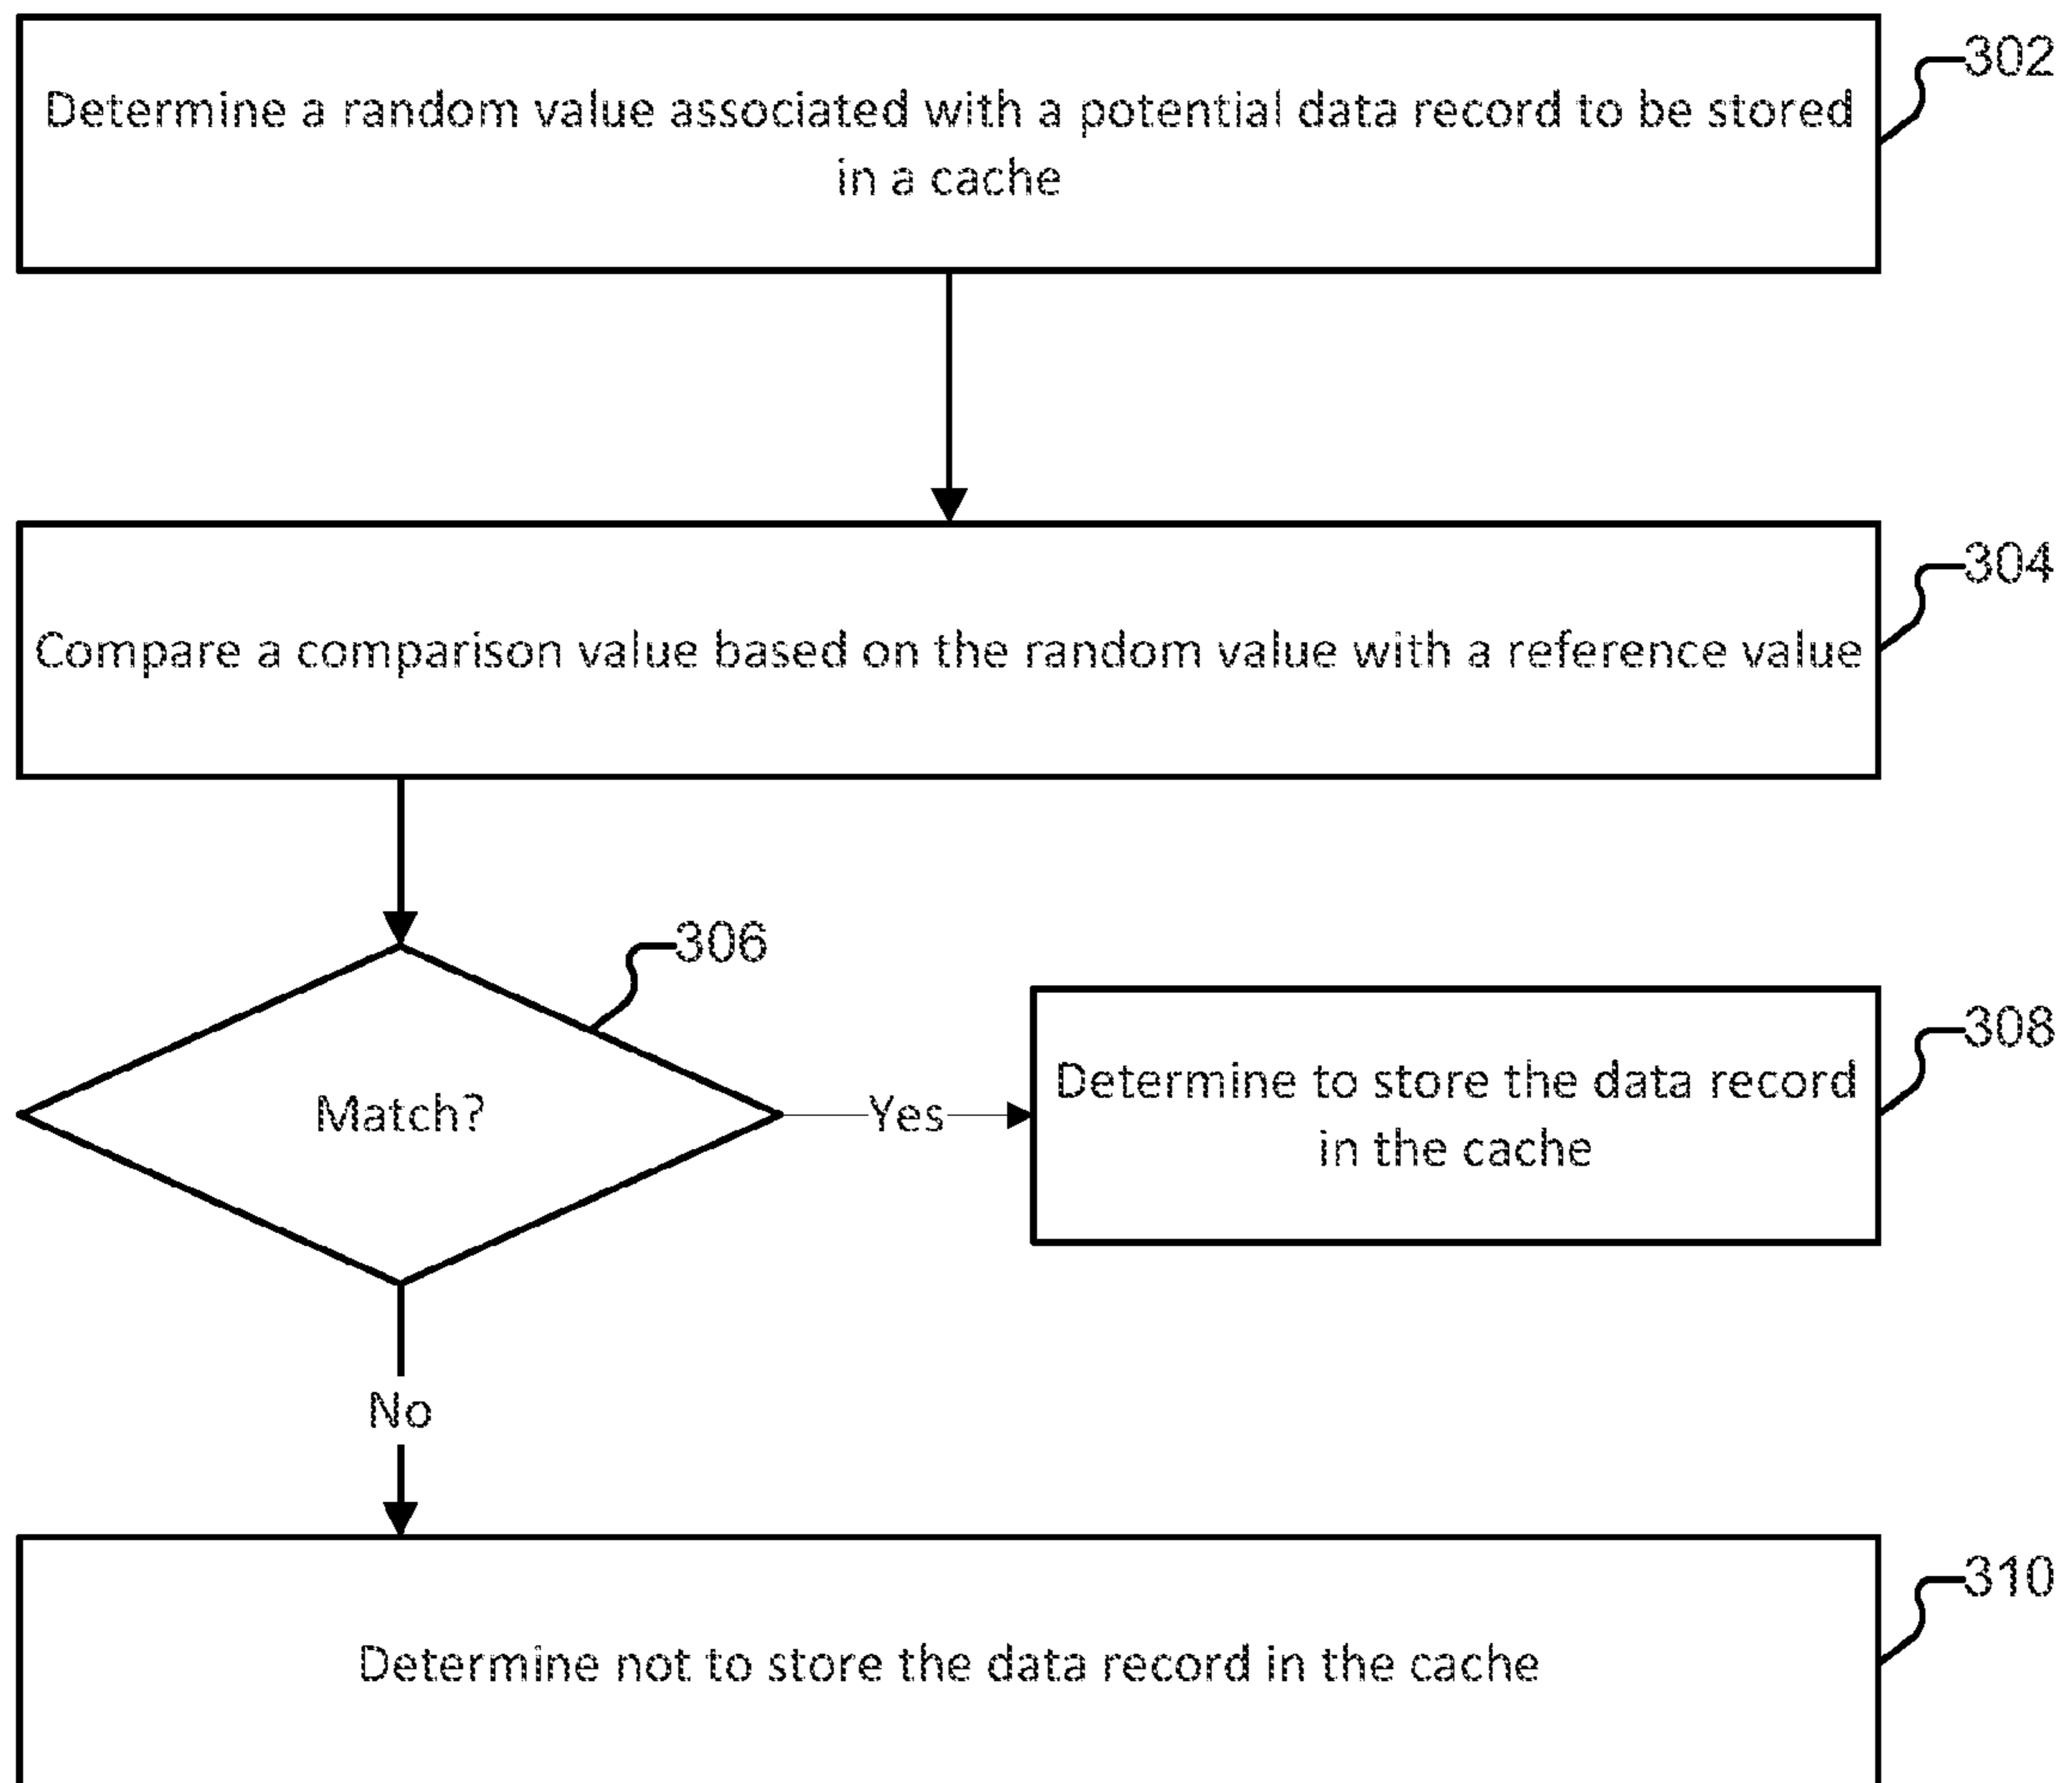 302
Determine a random value associated with a potential data record to be stored
in a cache
304
Compare a comparison value based on the random value with a reference value
306
Match?
Yes
308
Determine to store the data record
in the cache
No
310
Determine not to store the data record in the cache